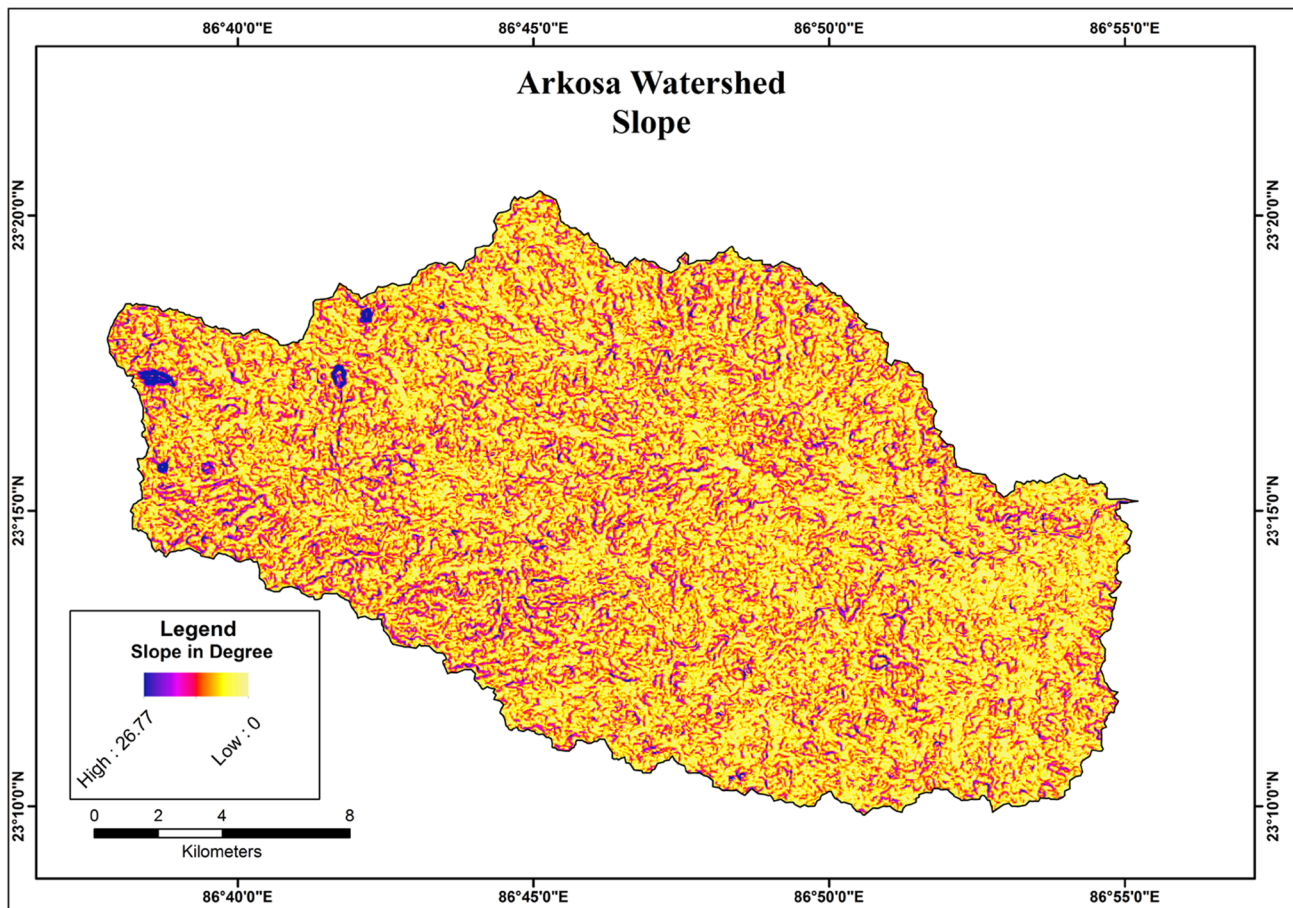 86°40'0"E 86°45'0"E 86°50'0"E 86°55'0"E
Arkosa Watershed
Slope
23°20'0"N 23°20'0"N
23°15'0"N 23°15'0"N
23°10'0"N 23°10'0"N
Legend
Slope in Degree
High : 26.77 Low : 0
0 2 4 8
Kilometers
86°40'0"E 86°45'0"E 86°50'0"E 86°55'0"E